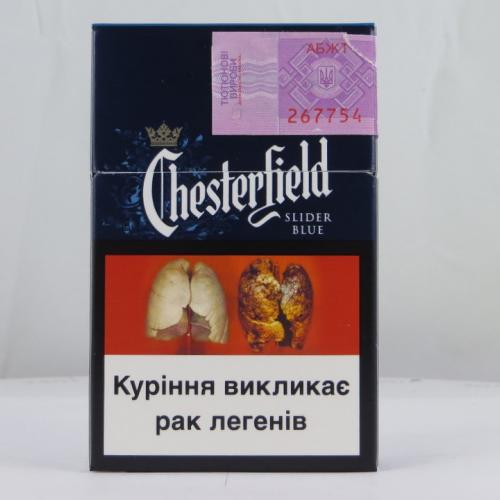 ТЮТЮНОВІ
ВИРОБИ
АБЖТ
267754
Chesterfield
SLIDER
BLUE
Куріння викликає
рак легенів